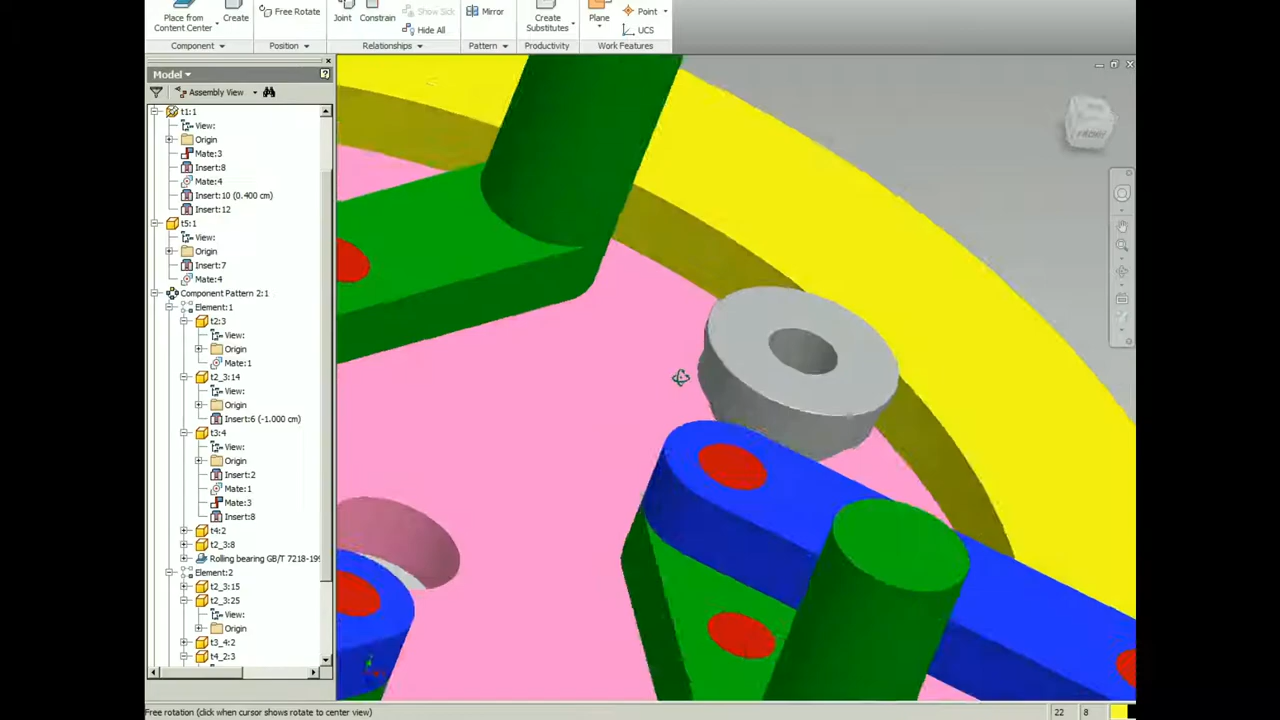 Place from
Content Center
Create
Free Rotate
Joint
Constrain
Show Sick
Hide All
Mirror
Create
Substitutes
Plane
Point
UCS
Component
Position
Relationships
Pattern
Productivity
Work Features
Model
Assembly View
t1:1
View:
Origin
Mate:3
Insert:8
Mate:4
Insert:10 (0.400 cm)
Insert:12
t5:1
View:
Origin
Insert:7
Mate:4
Component Pattern 2:1
Element:1
t2:3
View:
Origin
Mate:1
t2_3:14
View:
Origin
Insert:6 (-1.000 cm)
t3:4
View:
Origin
Insert:2
Mate:1
Mate:3
Insert:8
t4:2
t2_3:8
Rolling bearing GB/T 7218-199
Element:2
t2_3:15
t2_3:25
View:
Origin
t3_4:2
t4_2:3
FRONT
Free rotation (click when cursor shows rotate to center view)
22
8